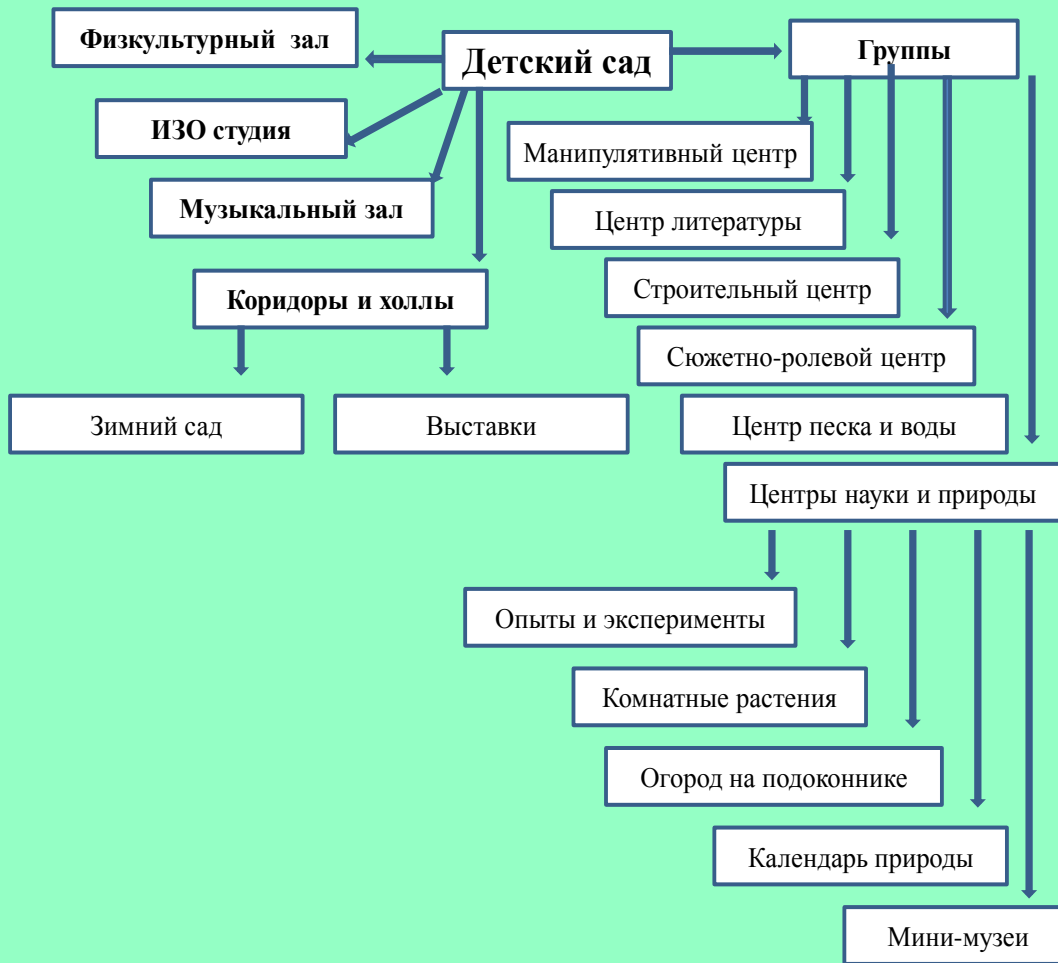 Физкультурный зал
Детский сад
Группы
ИЗО студия
Манипулятивный центр
Музыкальный зал
Центр литературы
Коридоры и холлы
Строительный центр
Сюжетно-ролевой центр
Зимний сад
Выставки
Центр песка и воды
Центры науки и природы
Опыты и эксперименты
Комнатные растения
Огород на подоконнике
Календарь природы
Мини-музеи